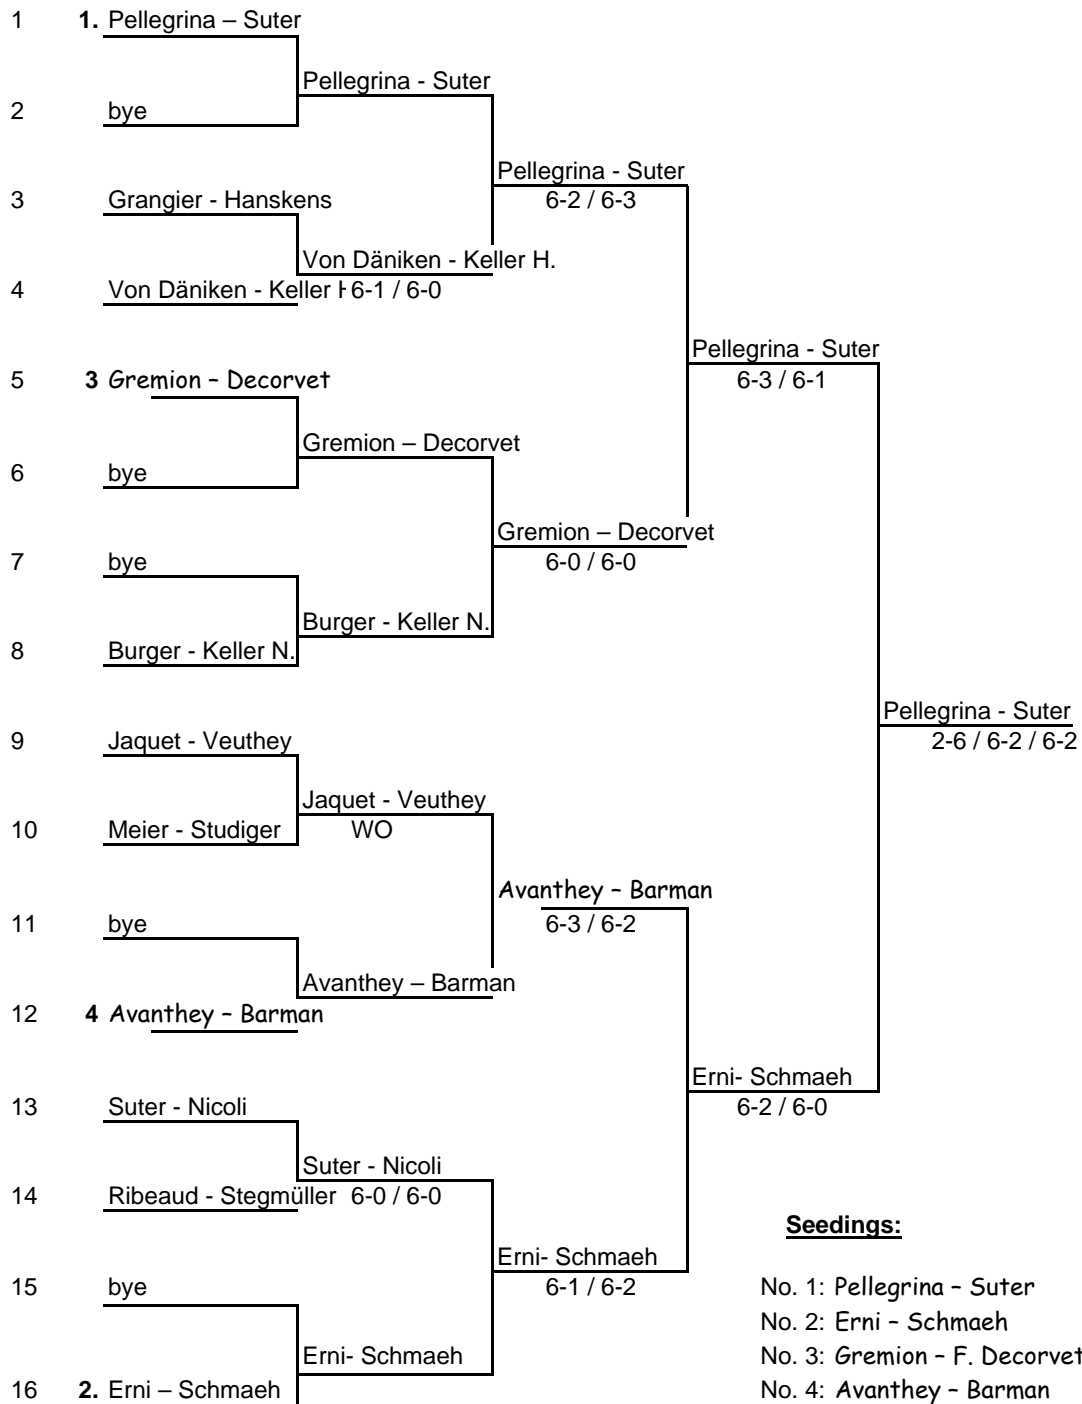 1 1. Pellegrina – Suter
Pellegrina - Suter
2 bye
Pellegrina - Suter
3 Grangier - Hanskens 6-2 / 6-3
Von Däniken - Keller H.
4 Von Däniken - Keller H 6-1 / 6-0
Pellegrina - Suter
5 3 Gremion – Decorvet 6-3 / 6-1
Gremion – Decorvet
6 bye
Gremion – Decorvet
7 bye 6-0 / 6-0
Burger - Keller N.
8 Burger - Keller N.
Pellegrina - Suter
9 Jaquet - Veuthey 2-6 / 6-2 / 6-2
Jaquet - Veuthey
10 Meier - Studiger WO
Avanthey – Barman
11 bye 6-3 / 6-2
Avanthey – Barman
12 4 Avanthey – Barman
Erni- Schmaeh
13 Suter - Nicoli 6-2 / 6-0
Suter - Nicoli
14 Ribeaud - Stegmüller 6-0 / 6-0
Seedings:
Erni- Schmaeh
15 bye 6-1 / 6-2 No. 1: Pellegrina – Suter
No. 2: Erni – Schmaeh
Erni- Schmaeh No. 3: Gremion – F. Decorvet
16 2. Erni – Schmaeh No. 4: Avanthey – Barman